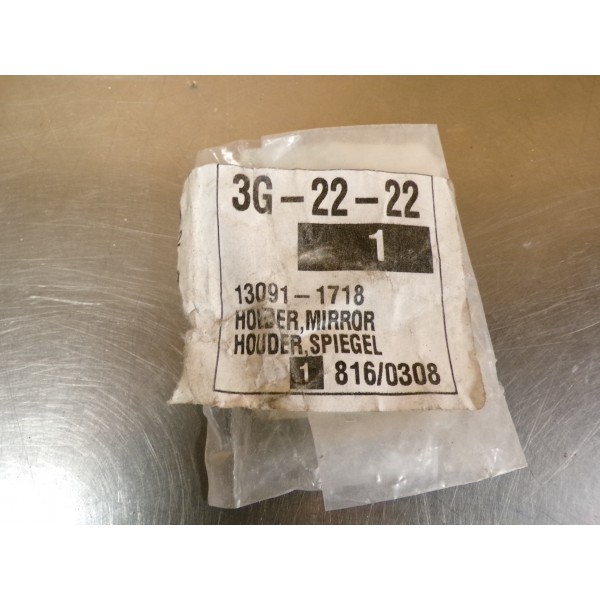 3G-22-22
1
13091-1718
HOLDER,MIRROR
HOUDER,SPIEGEL
1 816/0308